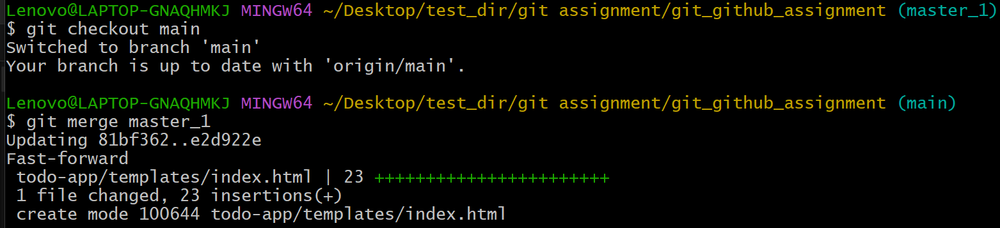 Lenovo@LAPTOP-GNAQHMKJ MINGW64 ~/Desktop/test_dir/git assignment/git_github_assignment (master_1)
$ git checkout main
Switched to branch 'main'
Your branch is up to date with 'origin/main'.
Lenovo@LAPTOP-GNAQHMKJ MINGW64 ~/Desktop/test_dir/git assignment/git_github_assignment (main)
$ git merge master_1
Updating 81bf362..e2d922e
Fast-forward
 todo-app/templates/index.html | 23 +++++++++++++++++++++++
 1 file changed, 23 insertions(+)
 create mode 100644 todo-app/templates/index.html